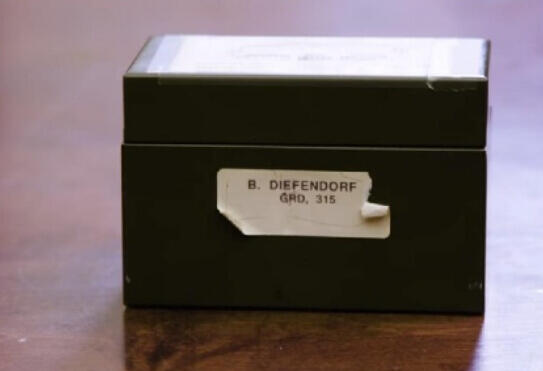 B. DIEFENDORF
GRD, 315